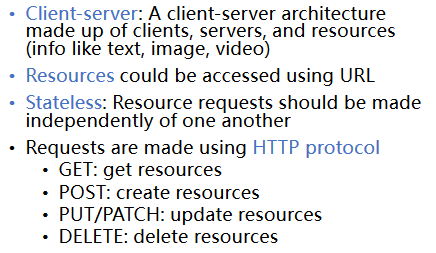 • Client-server: A client-server architecture
made up of clients, servers, and resources
(info like text, image, video)
• Resources could be accessed using URL
• Stateless: Resource requests should be made
independently of one another
• Requests are made using HTTP protocol
• GET: get resources
• POST: create resources
• PUT/PATCH: update resources
• DELETE: delete resources